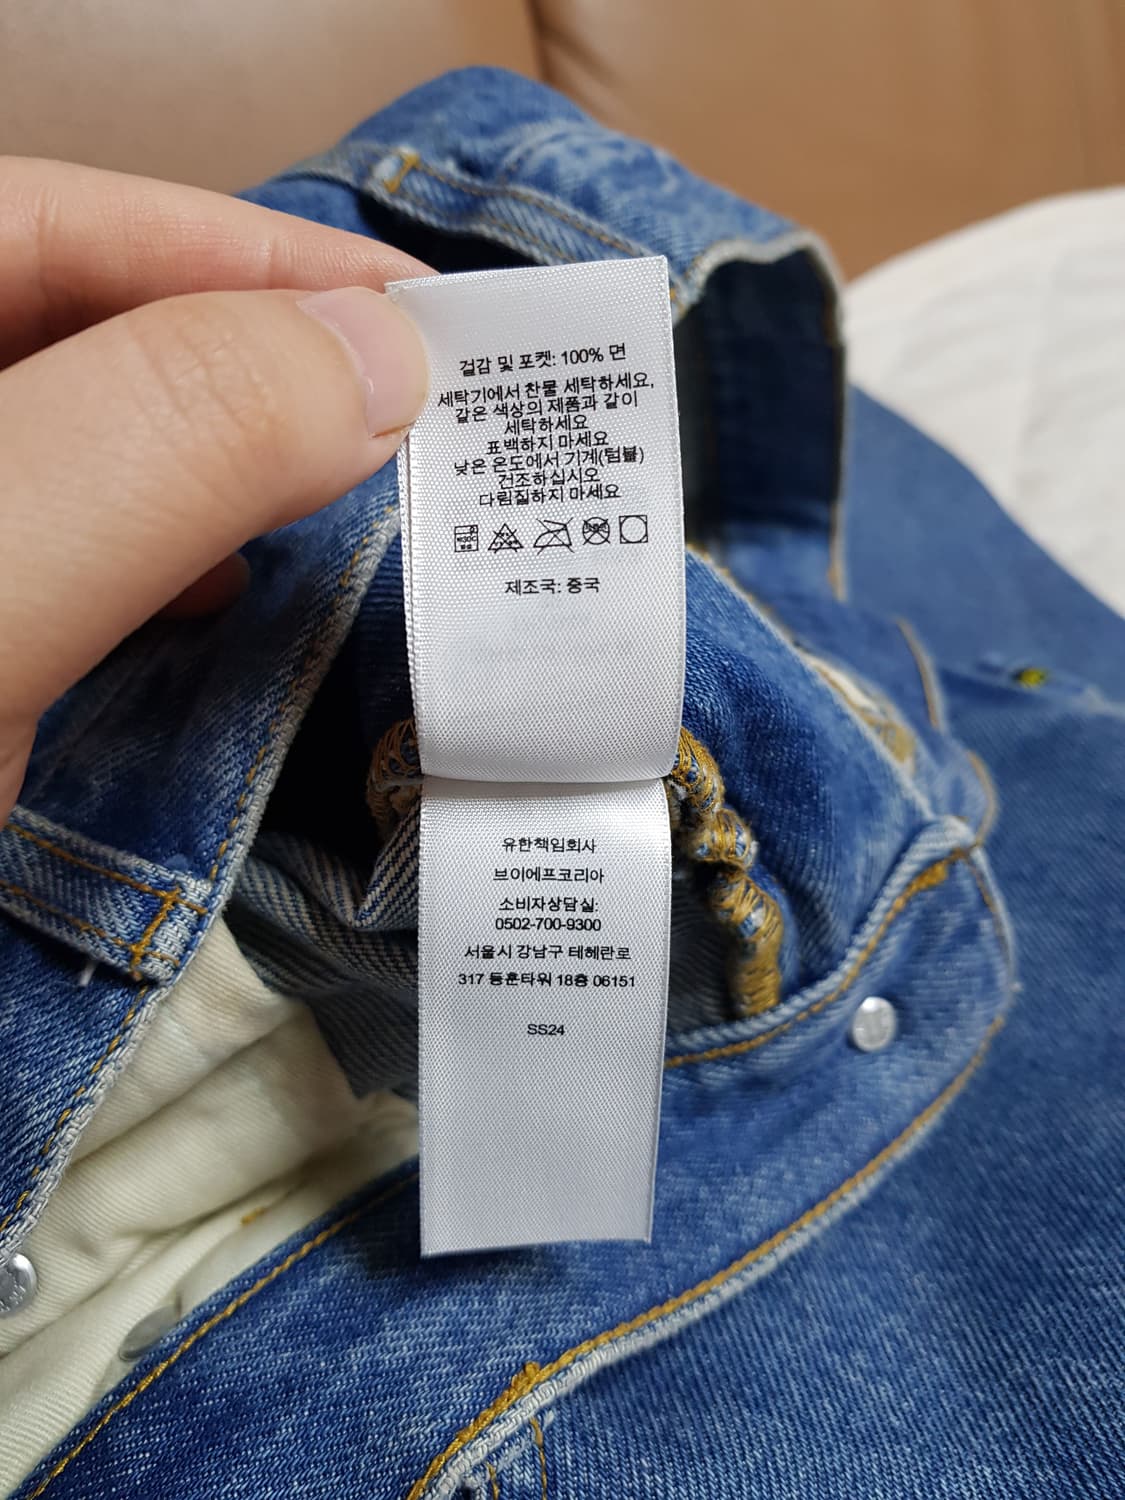 겉감 및 포켓: 100% 면
세탁기에서 찬물 세탁하세요,
같은 색상의 제품과 같이
세탁하세요
표백하지 마세요
낮은 온도에서 기계(텀블)
건조하십시오
다림질하지 마세요
제조국: 중국
유한책임회사
브이에프코리아
소비자상담실:
0502-700-9300
서울시 강남구 테헤란로
317 동훈타워 18층 06151
SS24